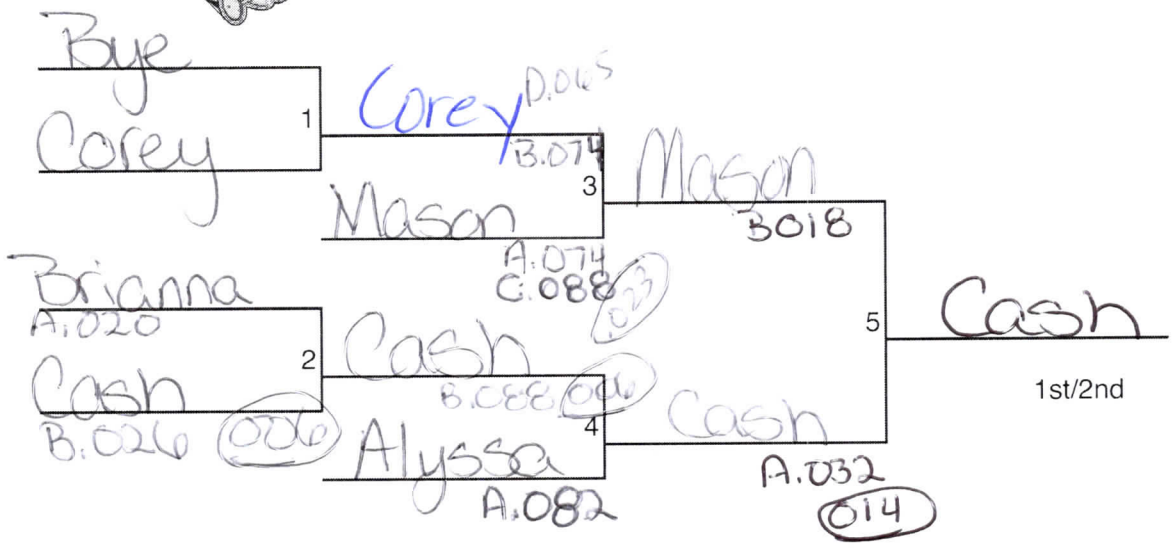 Bye
Corey D.065
1
Corey
B.074
Mason
3
Mason
B018
A.074
C.088
023
Brianna
A.020
Cash
5
2
Cash
B.088 006
1st/2nd
Cash
B.026 006
4
Cash
Alyssa
A.032
A.082
014